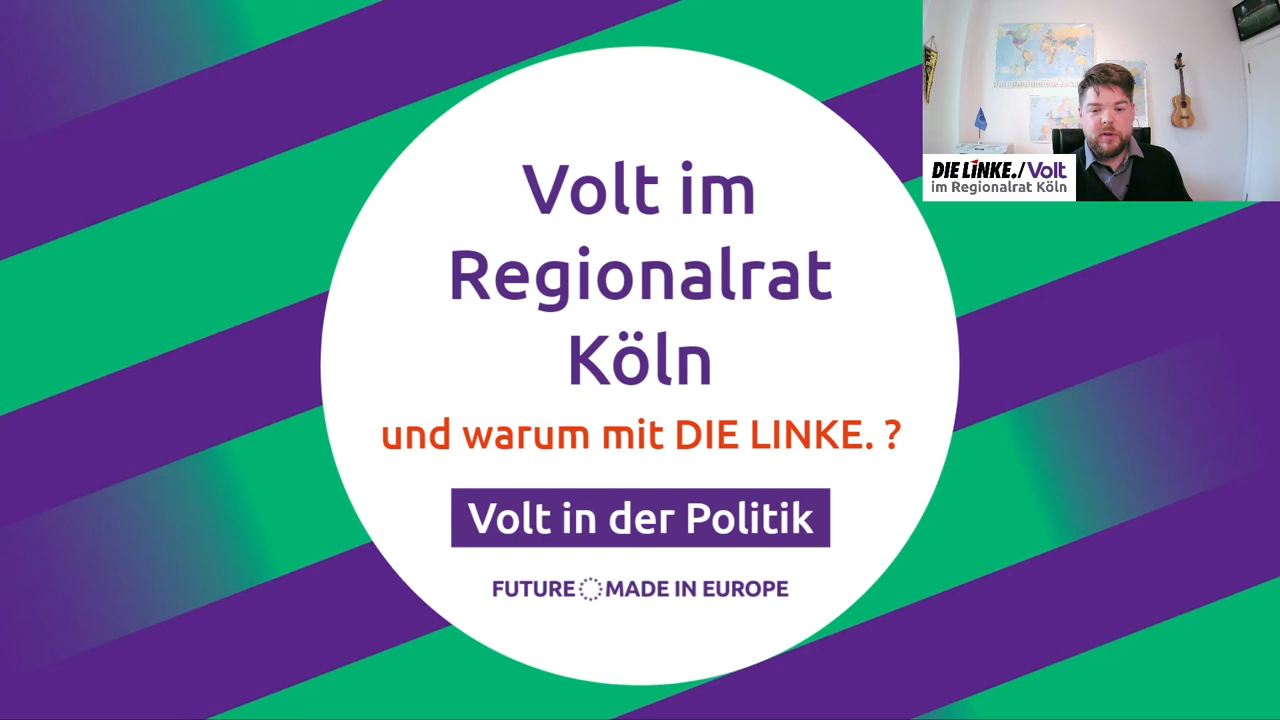 Volt im
Regionalrat
Köln
und warum mit DIE LINKE. ?
Volt in der Politik
FUTURE MADE IN EUROPE
DIE LINKE./Volt
im Regionalrat Köln